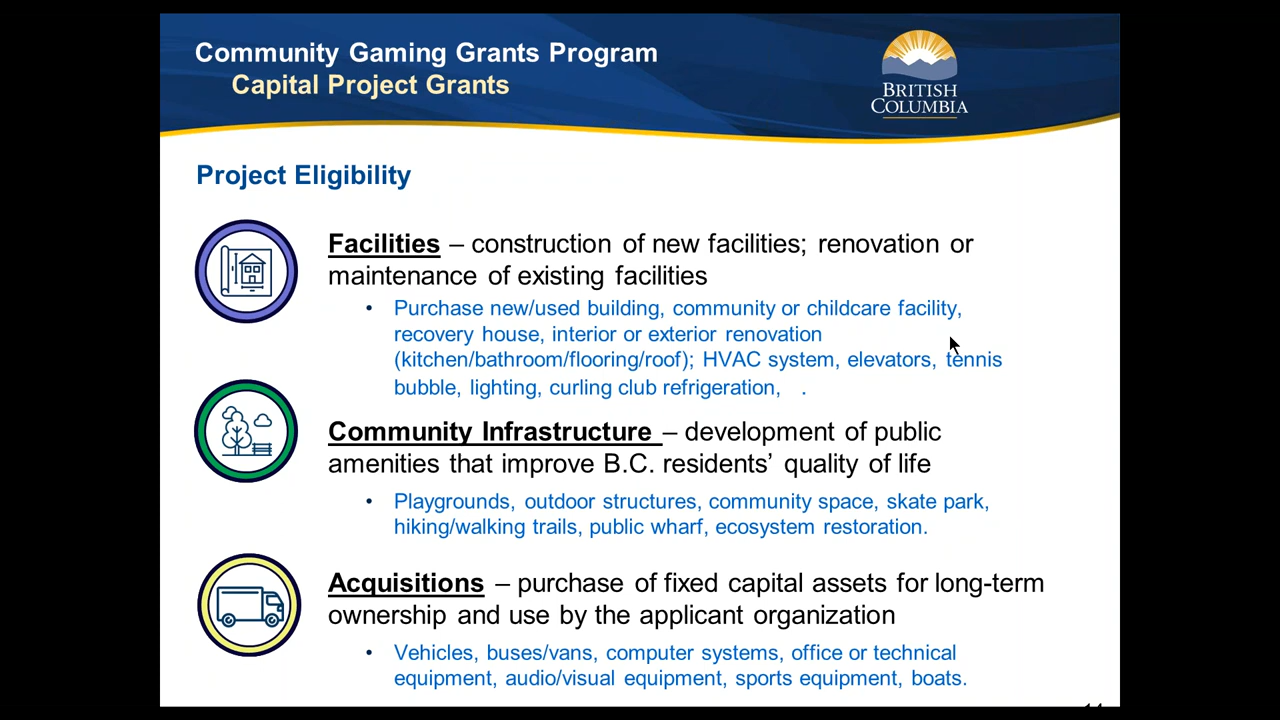 Community Gaming Grants Program
Capital Project Grants
BRITISH
COLUMBIA
Project Eligibility
Facilities – construction of new facilities; renovation or
maintenance of existing facilities
• Purchase new/used building, community or childcare facility,
recovery house, interior or exterior renovation
(kitchen/bathroom/flooring/roof); HVAC system, elevators, tennis
bubble, lighting, curling club refrigeration, .
Community Infrastructure – development of public
amenities that improve B.C. residents’ quality of life
• Playgrounds, outdoor structures, community space, skate park,
hiking/walking trails, public wharf, ecosystem restoration.
Acquisitions – purchase of fixed capital assets for long-term
ownership and use by the applicant organization
• Vehicles, buses/vans, computer systems, office or technical
equipment, audio/visual equipment, sports equipment, boats.